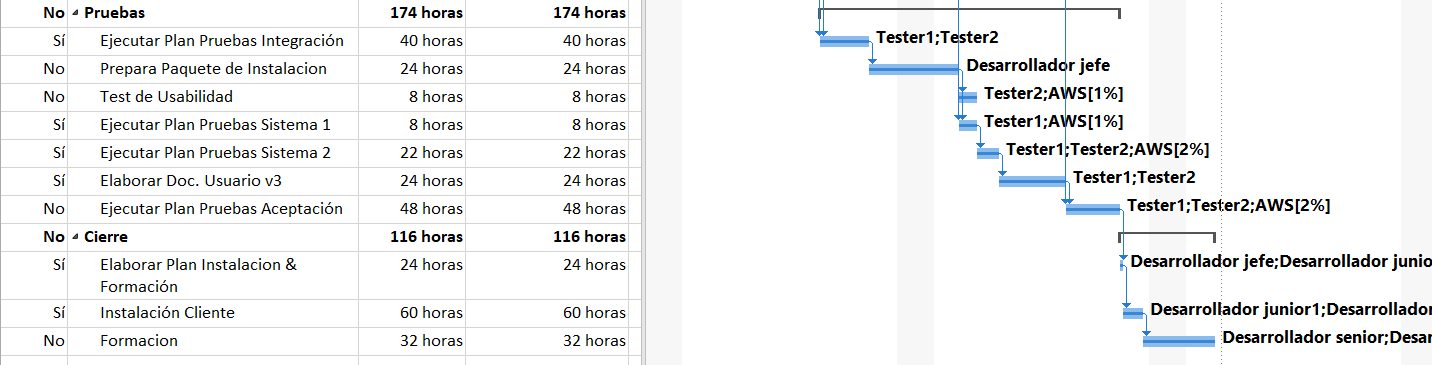 No Pruebas 174 horas 174 horas
Sí Ejecutar Plan Pruebas Integración 40 horas 40 horas Tester1;Tester2
No Prepara Paquete de Instalacion 24 horas 24 horas Desarrollador jefe
No Test de Usabilidad 8 horas 8 horas Tester2;AWS[1%]
Sí Ejecutar Plan Pruebas Sistema 1 8 horas 8 horas Tester1;AWS[1%]
Sí Ejecutar Plan Pruebas Sistema 2 22 horas 22 horas Tester1;Tester2;AWS[2%]
Sí Elaborar Doc. Usuario v3 24 horas 24 horas Tester1;Tester2
No Ejecutar Plan Pruebas Aceptación 48 horas 48 horas Tester1;Tester2;AWS[2%]
No Cierre 116 horas 116 horas
Sí Elaborar Plan Instalacion & 24 horas 24 horas Desarrollador jefe;Desarrollador junio
Formación
Sí Instalación Cliente 60 horas 60 horas Desarrollador junior1;Desarrollador
No Formacion 32 horas 32 horas Desarrollador senior;Desar